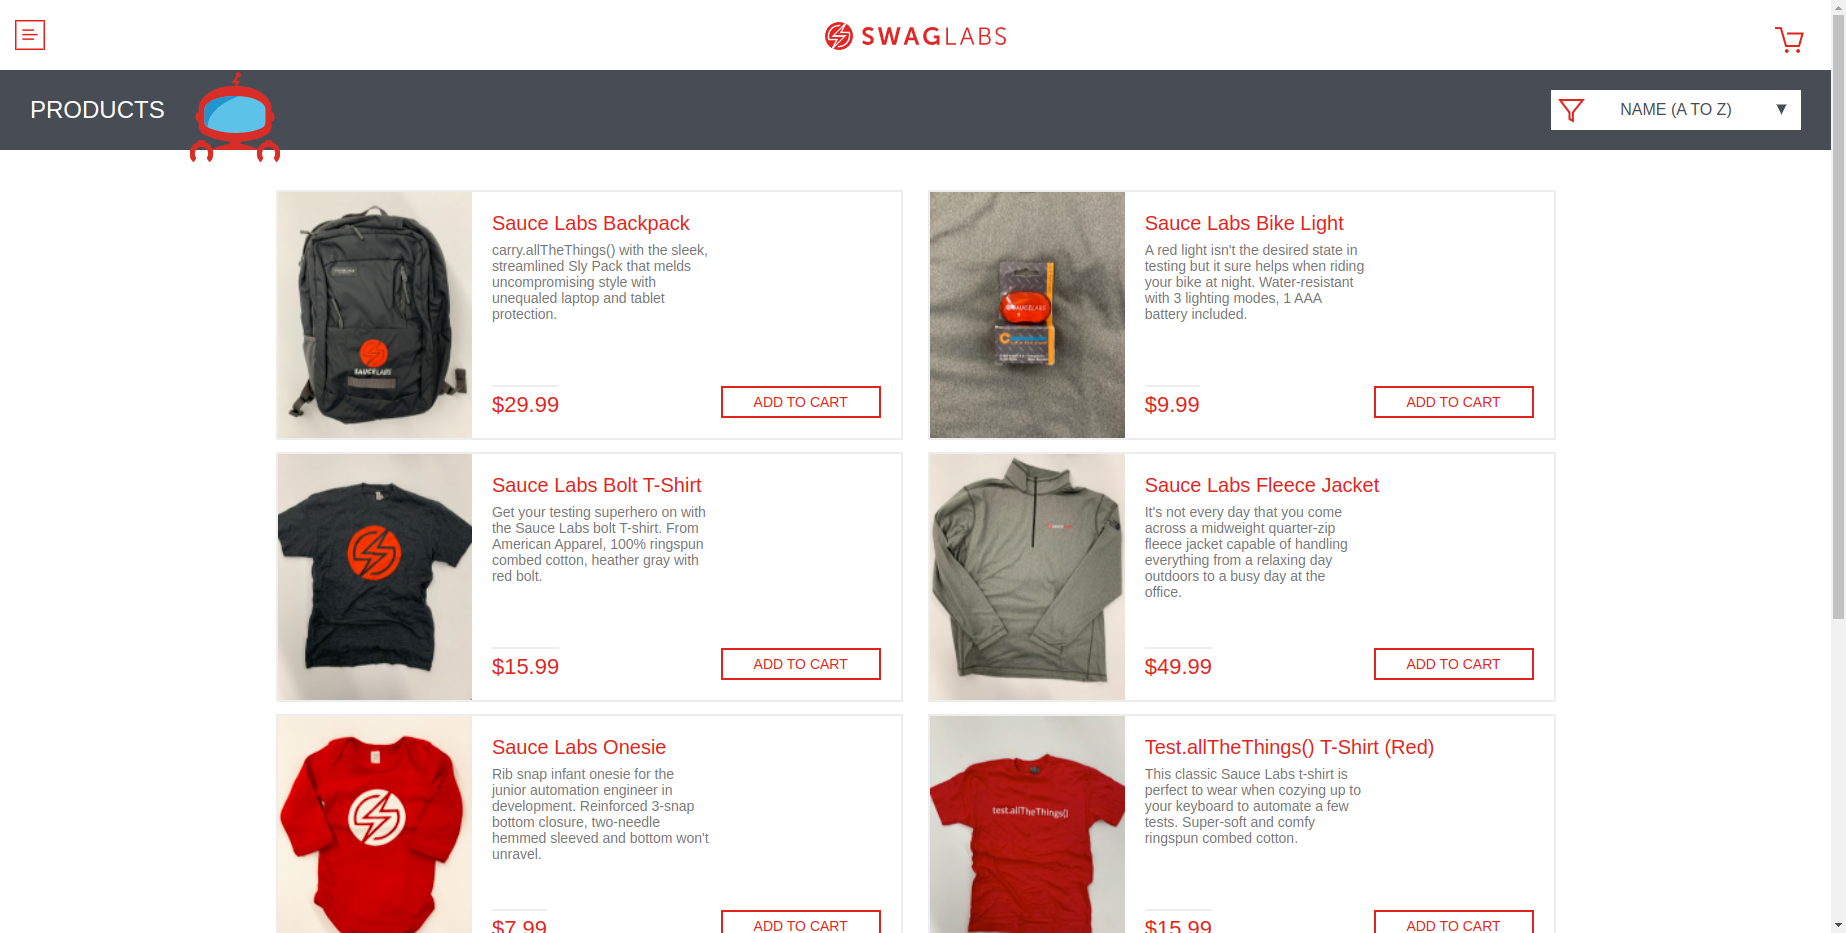 SWAGLABS
PRODUCTS
NAME (A TO Z)
Sauce Labs Backpack
carry.allTheThings() with the sleek,
streamlined Sly Pack that melds
uncompromising style with
unequaled laptop and tablet
protection.
SAUCELABS
$29.99
ADD TO CART
Sauce Labs Bike Light
A red light isn't the desired state in
testing but it sure helps when riding
your bike at night. Water-resistant
with 3 lighting modes, 1 AAA
battery included.
SAUCELABS
$9.99
ADD TO CART
Sauce Labs Bolt T-Shirt
Get your testing superhero on with
the Sauce Labs bolt T-shirt. From
American Apparel, 100% ringspun
combed cotton, heather gray with
red bolt.
$15.99
ADD TO CART
Sauce Labs Fleece Jacket
It's not every day that you come
across a midweight quarter-zip
fleece jacket capable of handling
everything from a relaxing day
outdoors to a busy day at the
office.
$49.99
ADD TO CART
Sauce Labs Onesie
Rib snap infant onesie for the
junior automation engineer in
development. Reinforced 3-snap
bottom closure, two-needle
hemmed sleeved and bottom won't
unravel.
$7.99
ADD TO CART
Test.allTheThings() T-Shirt (Red)
This classic Sauce Labs t-shirt is
perfect to wear when cozying up to
your keyboard to automate a few
tests. Super-soft and comfy
ringspun combed cotton.
test.allTheThings()
$15.99
ADD TO CART